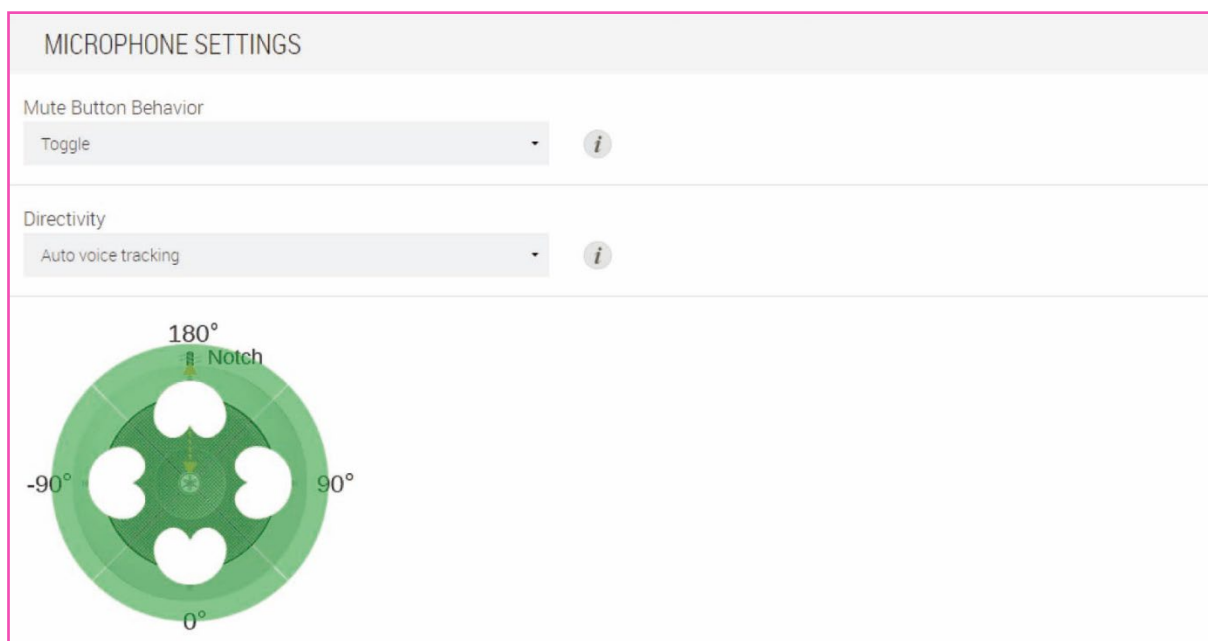 MICROPHONE SETTINGS
Mute Button Behavior
Toggle
i
Directivity
Auto voice tracking
i
180°
Notch
-90°
90°
0°